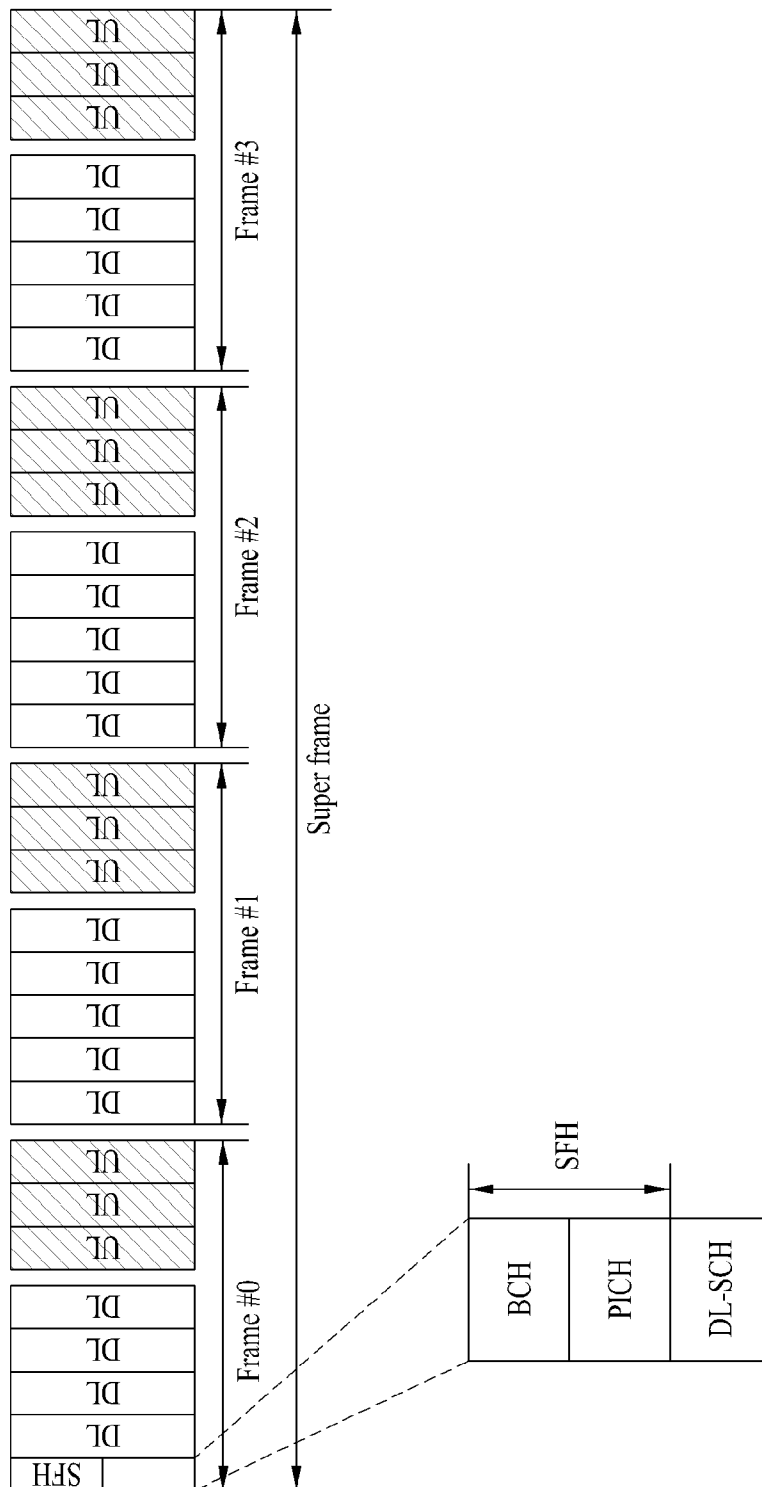 SFH
DL
DL
DL
DL
UL
UL
UL
DL
DL
DL
DL
DL
UL
UL
UL
DL
DL
DL
DL
DL
UL
UL
UL
DL
DL
DL
DL
DL
UL
UL
UL
Frame #0
Frame #1
Frame #2
Frame #3
Super frame
BCH
PICH
DL-SCH
SFH